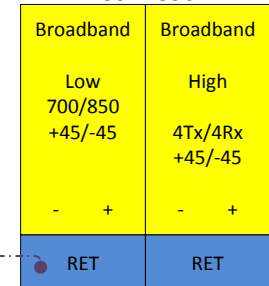 Broadband
Low
700/850
+45/-45
- +
RET
Broadband
High
4Tx/4Rx
+45/-45
- +
RET